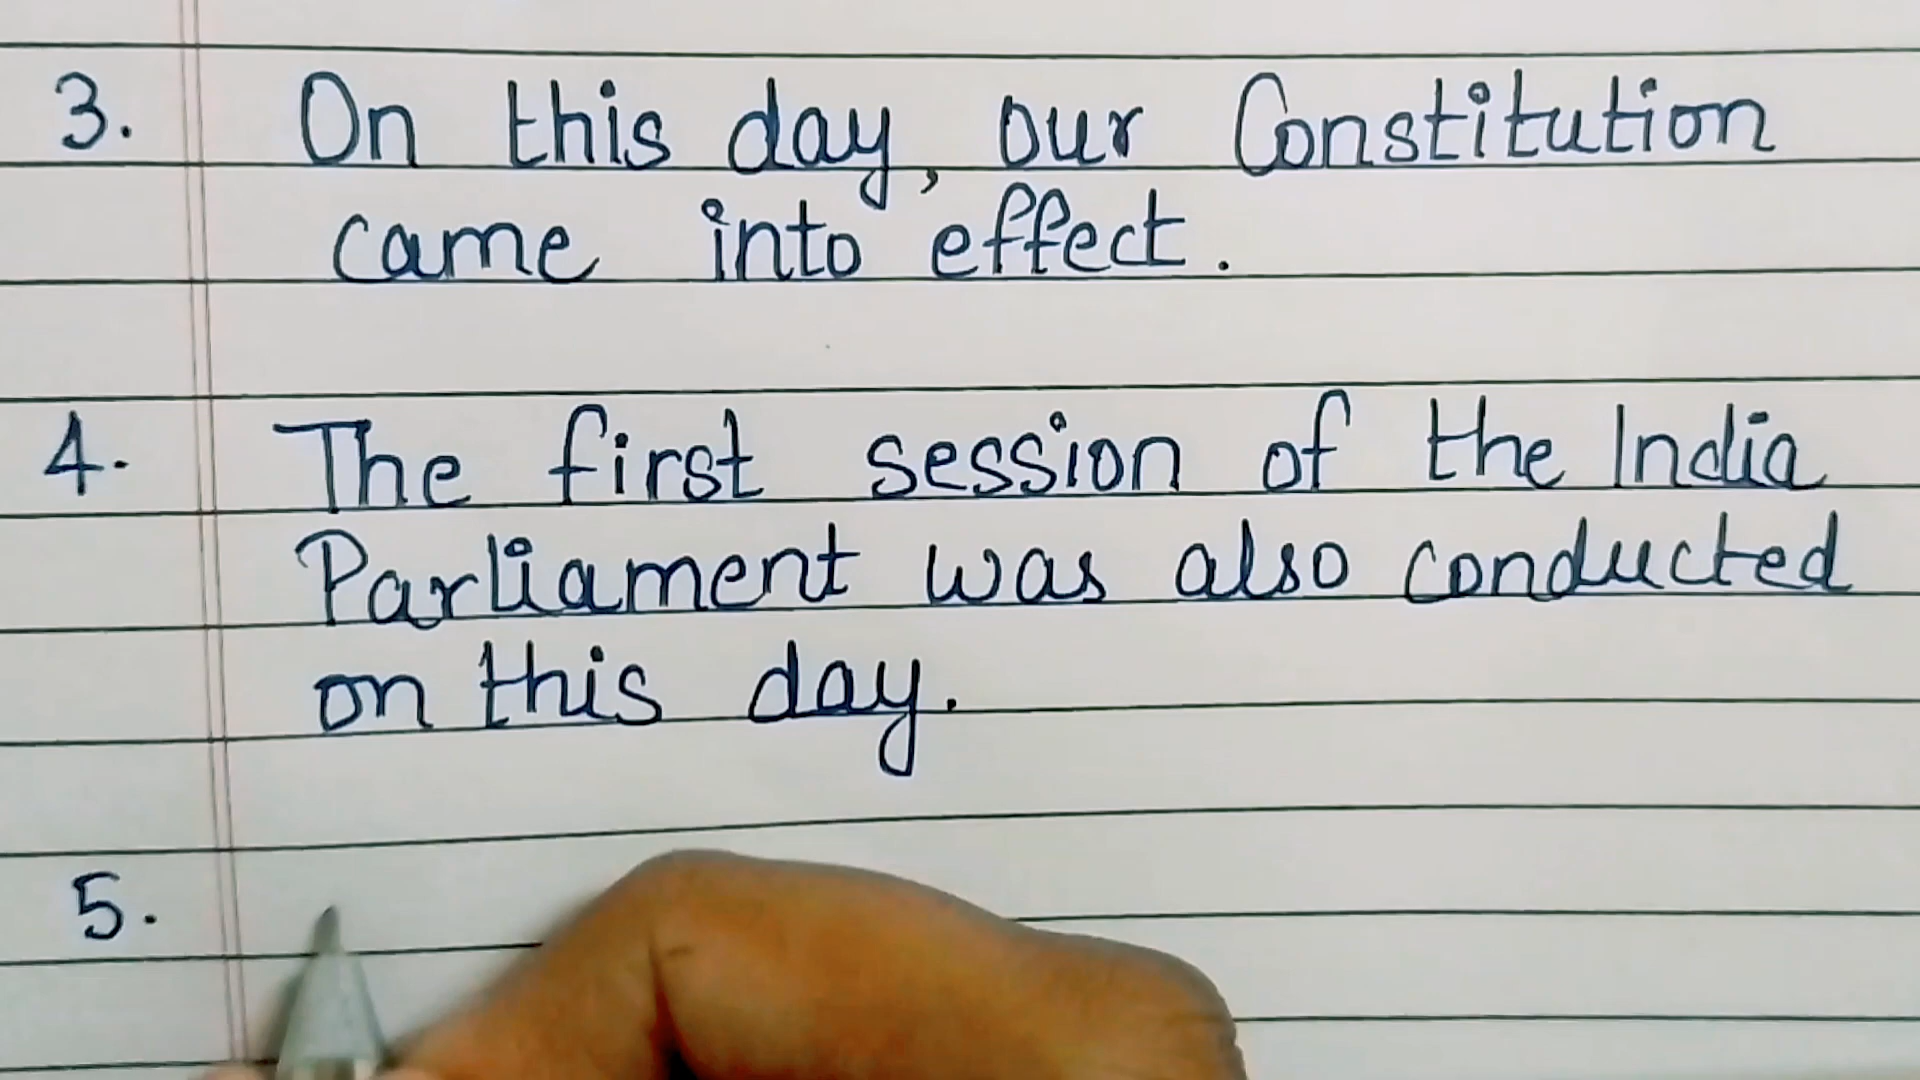 3. On this day, our Constitution
came into effect.
4. The first session of the India
Parliament was also conducted
on this day.
5.